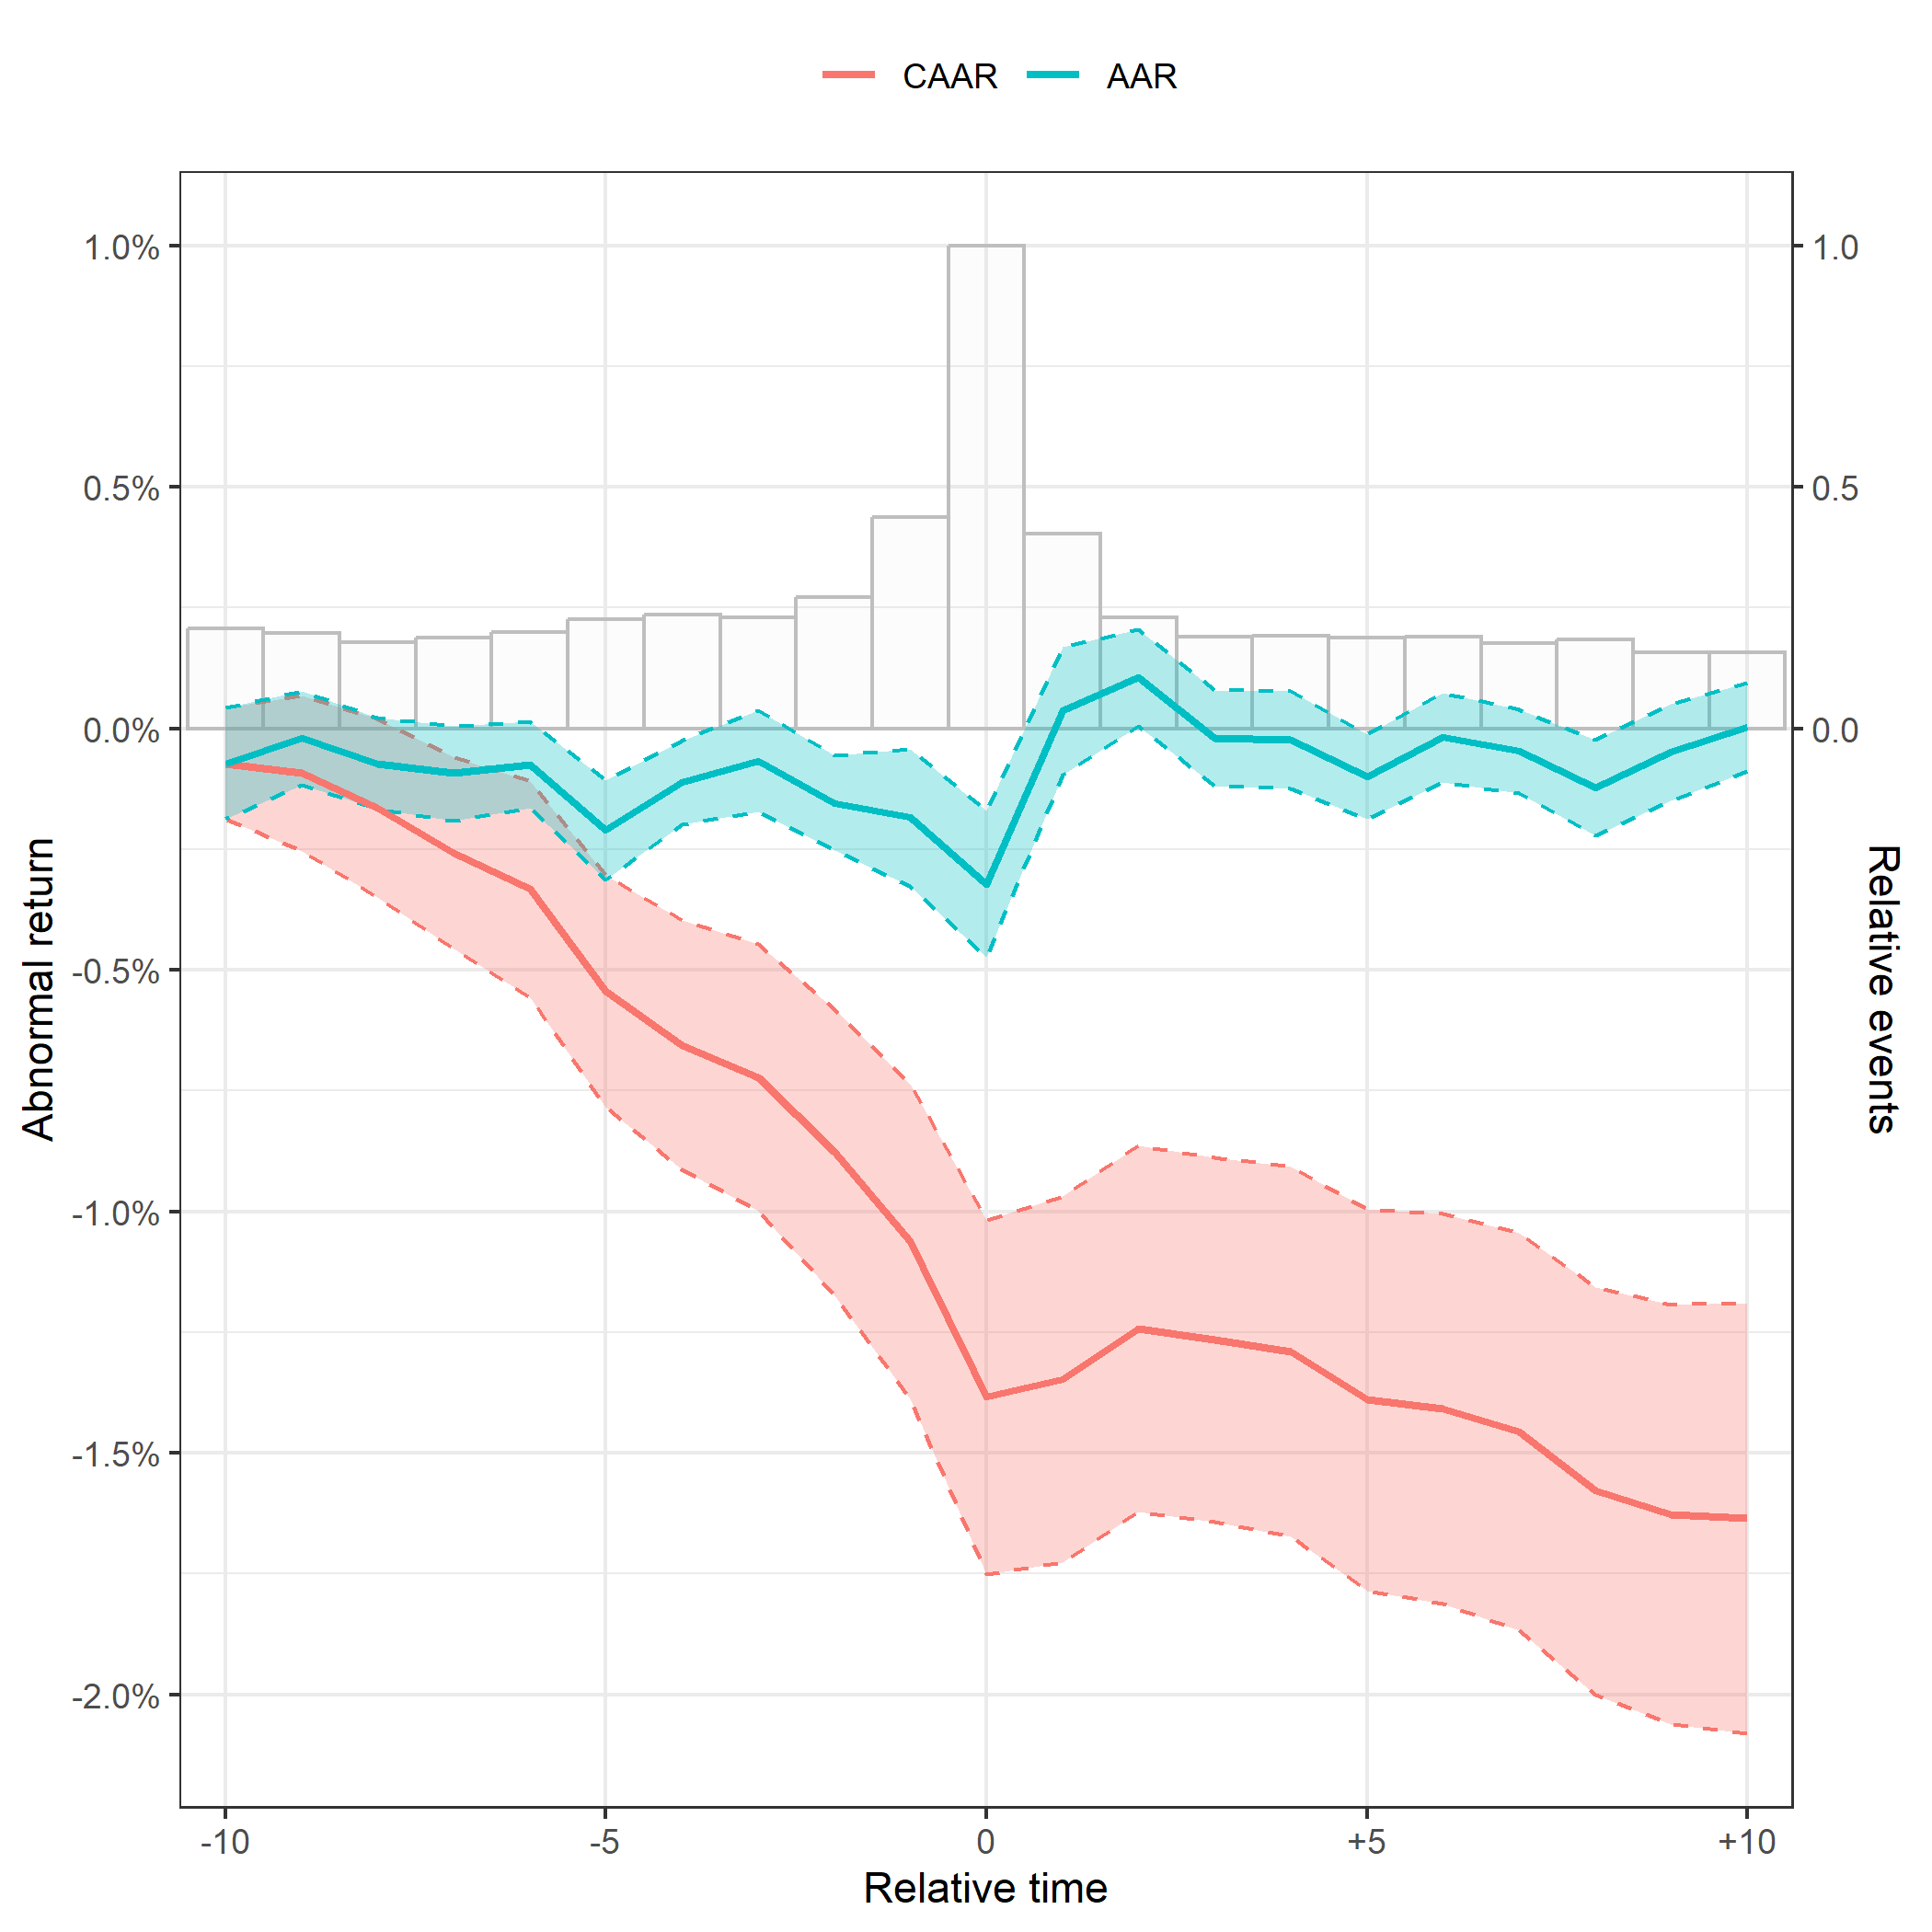 CAAR AAR
1.0%
0.5%
0.0%
-0.5%
-1.0%
-1.5%
-2.0%
Abnormal return
1.0
0.5
0.0
Relative events
-10 -5 0 +5 +10
Relative time